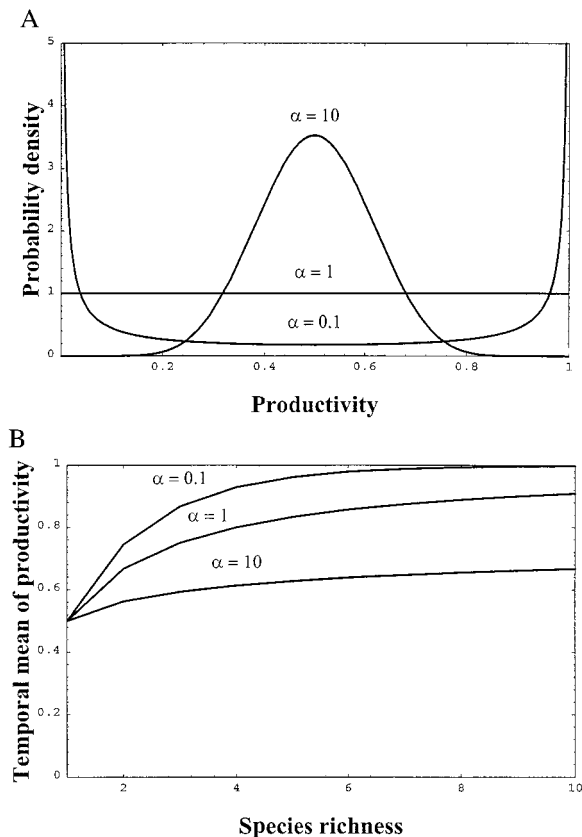 A
5
4
3
2
1
0
Probability density
α = 10
α = 1
α = 0.1
0.2 0.4 0.6 0.8 1
Productivity
B
1
0.8
0.6
0.4
0.2
0
Temporal mean of productivity
α = 0.1
α = 1
α = 10
2 4 6 8 10
Species richness